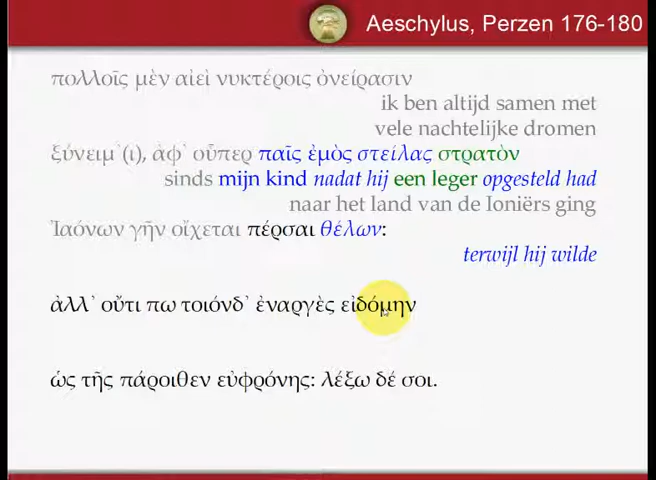 Aeschylus, Perzen 176-180
πολλοῖς μὲν αἰεὶ νυκτέροις ὀνείρασιν
ik ben altijd samen met
vele nachtelijke dromen
ξύνειμ᾽(ι), ἀφ᾽ οὗπερ παῖς ἐμὸς στείλας στρατὸν
sinds mijn kind nadat hij een leger opgesteld had
naar het land van de Ioniërs ging
Ἰαόνων γῆν οἴχεται πέρσαι θέλων:
terwijl hij wilde
ἀλλ᾽ οὔτι πω τοιόνδ᾽ ἐναργὲς εἰδόμην
ὡς τῆς πάροιθεν εὐφρόνης: λέξω δέ σοι.